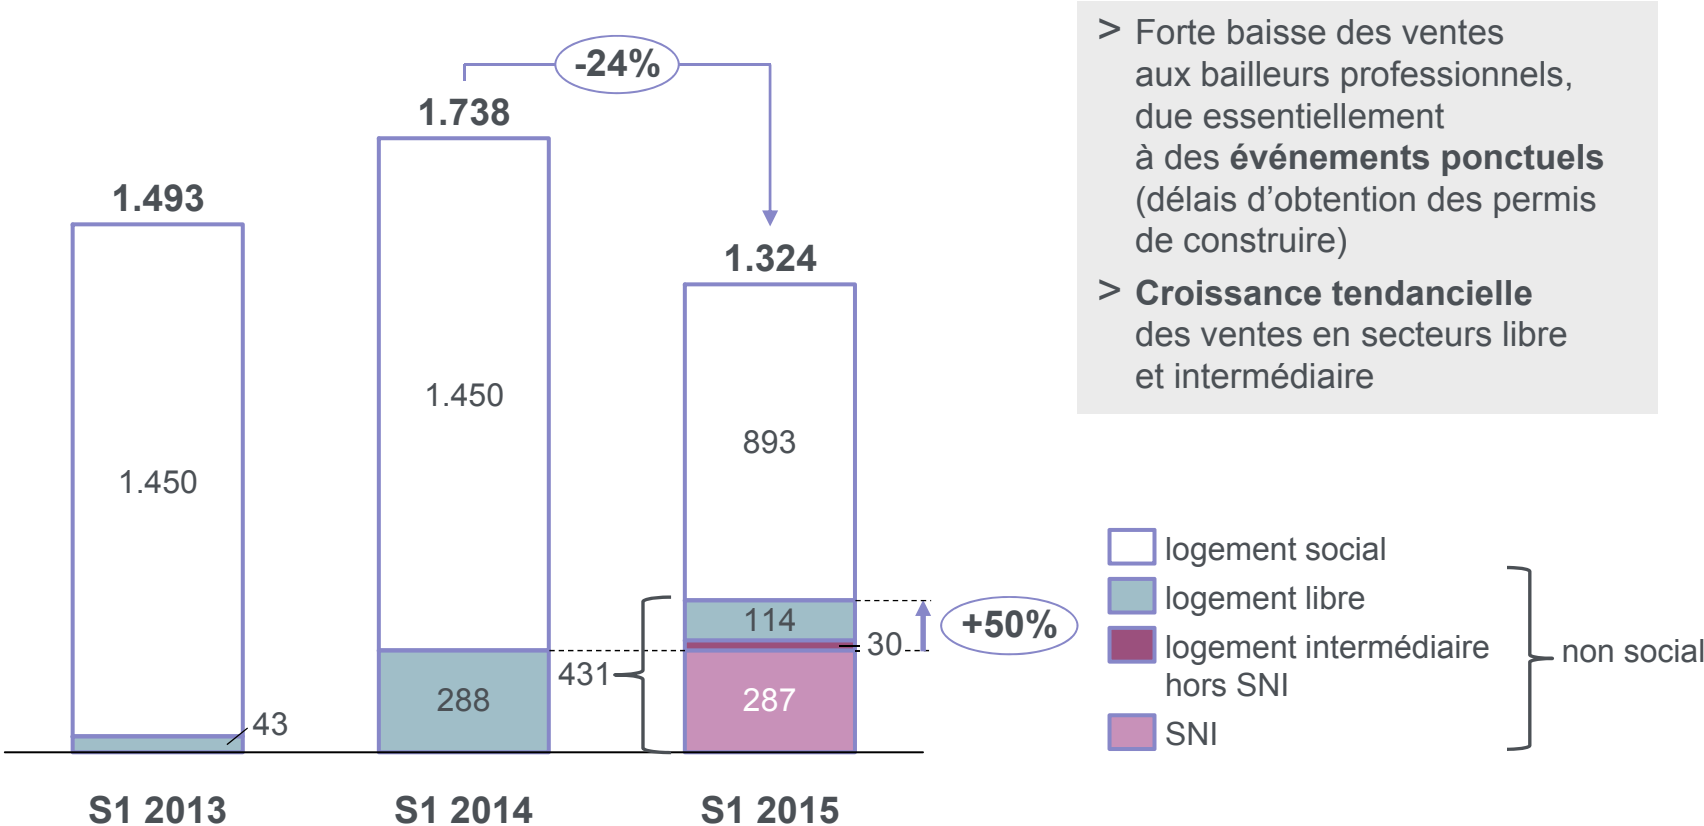 -24%
1.738
1.493
1.324
1.450
1.450
893
114
30
+50%
431
288
287
43
S1 2013
S1 2014
S1 2015
> Forte baisse des ventes
aux bailleurs professionnels,
due essentiellement
à des événements ponctuels
(délais d’obtention des permis
de construire)
> Croissance tendancielle
des ventes en secteurs libre
et intermédiaire
logement social
logement libre
logement intermédiaire
hors SNI
SNI
non social